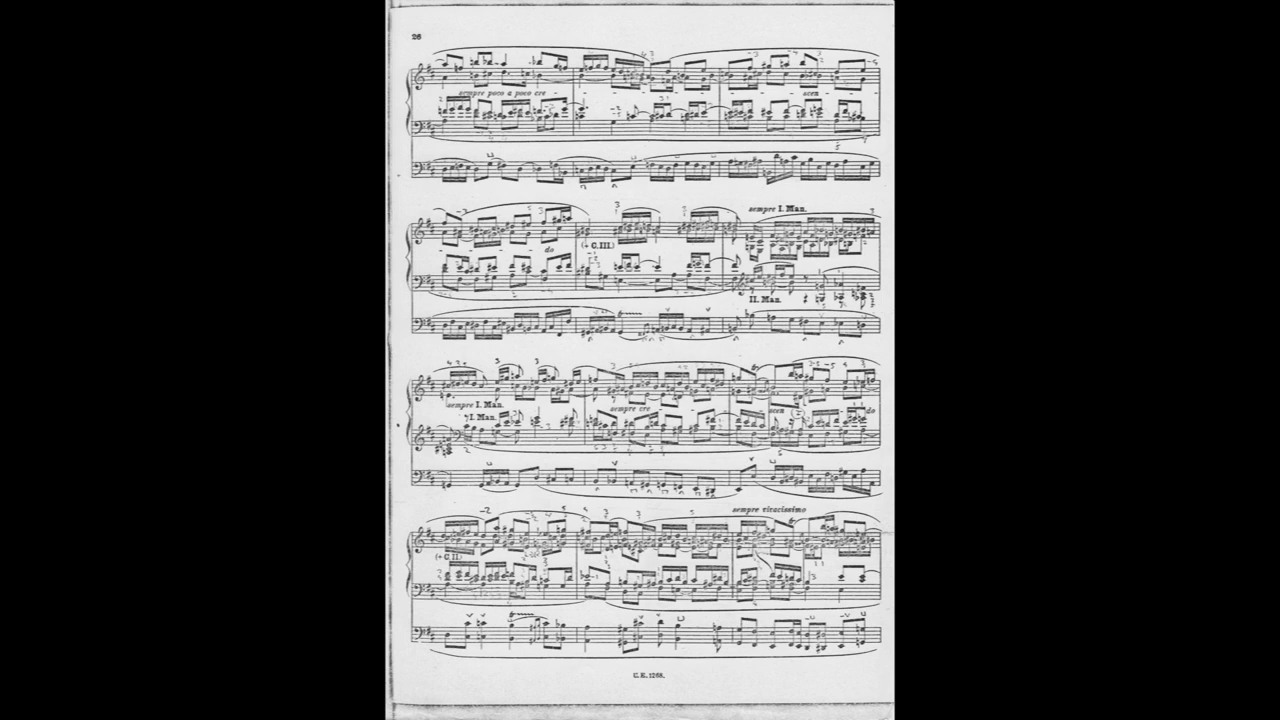 26
sempre poco a poco cre - - - - scen - -
sempre I. Man.
- - - - do
(+ C. III.)
II. Man.
sempre I. Man.
I. Man.
sempre cre - - scen do
sempre vivacissimo
(+ C. II.)
U. E. 1268.